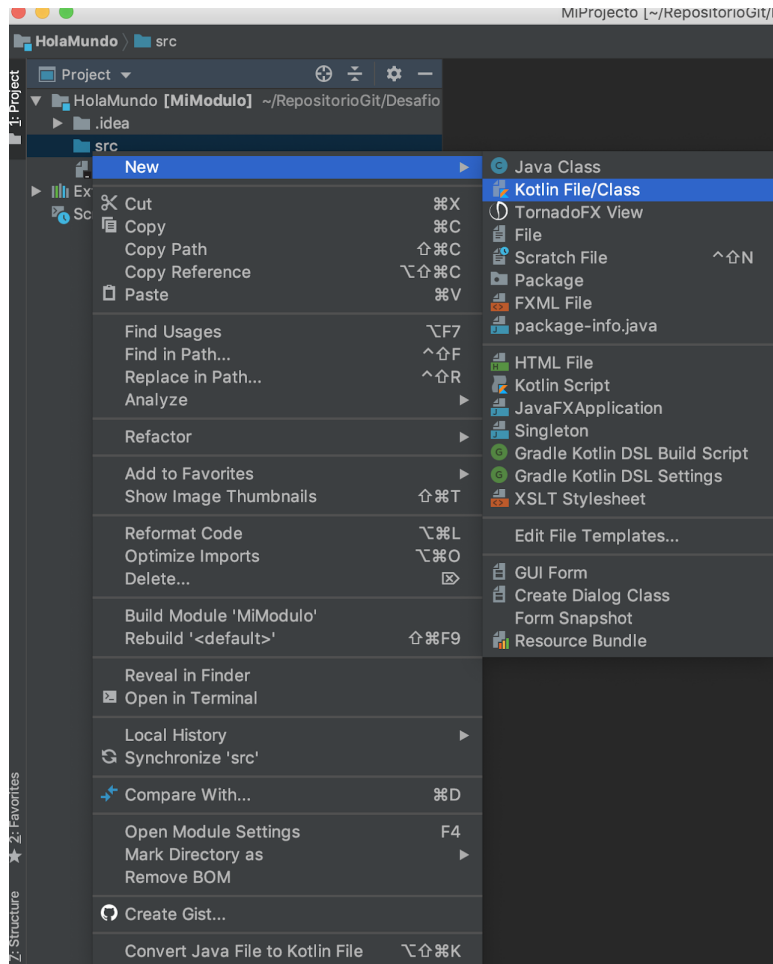 MiProjecto [~/RepositorioGit/
HolaMundo src
1: Project
Project
HolaMundo [MiModulo] ~/RepositorioGit/Desafio
.idea
src
Ex
Sc
New
Cut ⌘X
Copy ⌘C
Copy Path ⇧⌘C
Copy Reference ⌥⇧⌘C
Paste ⌘V
Find Usages ⌥F7
Find in Path... ^⇧F
Replace in Path... ^⇧R
Analyze
Refactor
Add to Favorites
Show Image Thumbnails ⇧⌘T
Reformat Code ⌥⌘L
Optimize Imports ⌥⌘O
Delete... ⌦
Build Module 'MiModulo'
Rebuild '<default>' ⇧⌘F9
Reveal in Finder
Open in Terminal
Local History
Synchronize 'src'
Compare With... ⌘D
Open Module Settings F4
Mark Directory as
Remove BOM
Create Gist...
Convert Java File to Kotlin File ⌥⇧⌘K
Java Class
Kotlin File/Class
TornadoFX View
File
Scratch File ^⇧N
Package
FXML File
package-info.java
HTML File
Kotlin Script
JavaFXApplication
Singleton
Gradle Kotlin DSL Build Script
Gradle Kotlin DSL Settings
XSLT Stylesheet
Edit File Templates...
GUI Form
Create Dialog Class
Form Snapshot
Resource Bundle
2: Favorites
7: Structure